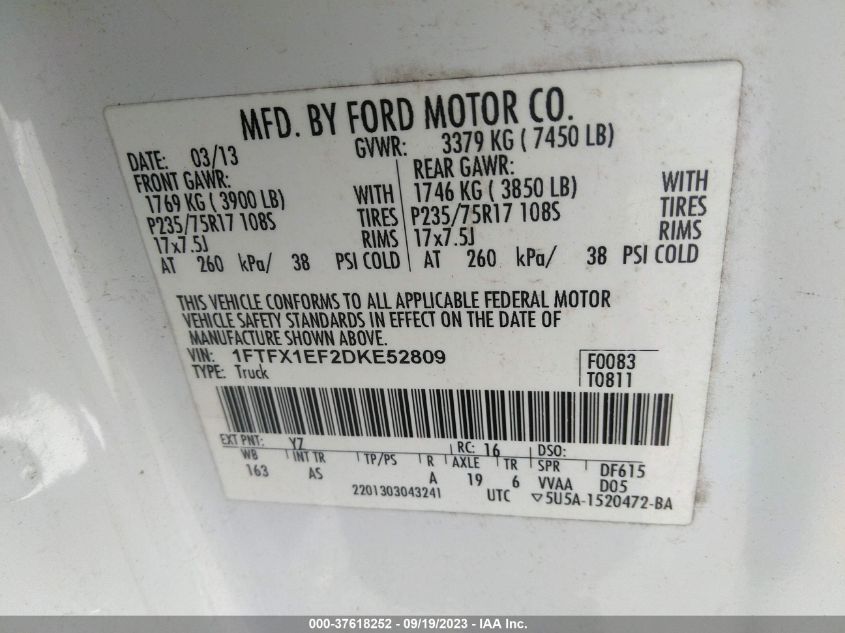 MFD. BY FORD MOTOR CO.
DATE: 03/13 GVWR: 3379 KG ( 7450 LB)
FRONT GAWR: REAR GAWR:
1769 KG ( 3900 LB) WITH 1746 KG ( 3850 LB) WITH
P235/75R17 108S TIRES P235/75R17 108S TIRES
17x7.5J RIMS 17x7.5J RIMS
AT 260 kPa/ 38 PSI COLD AT 260 kPa/ 38 PSI COLD
THIS VEHICLE CONFORMS TO ALL APPLICABLE FEDERAL MOTOR
VEHICLE SAFETY STANDARDS IN EFFECT ON THE DATE OF
MANUFACTURE SHOWN ABOVE.
VIN: 1FTFX1EF2DKE52809 F0083
TYPE: Truck T0811
EXT PNT: YZ RC: 16 DSO:
WB INT TR TP/PS R AXLE TR SPR DF615
163 AS A 19 6 VVAA D05
2201303043241 UTC ▽5U5A-1520472-BA
000-37618252 - 09/19/2023 - IAA Inc.